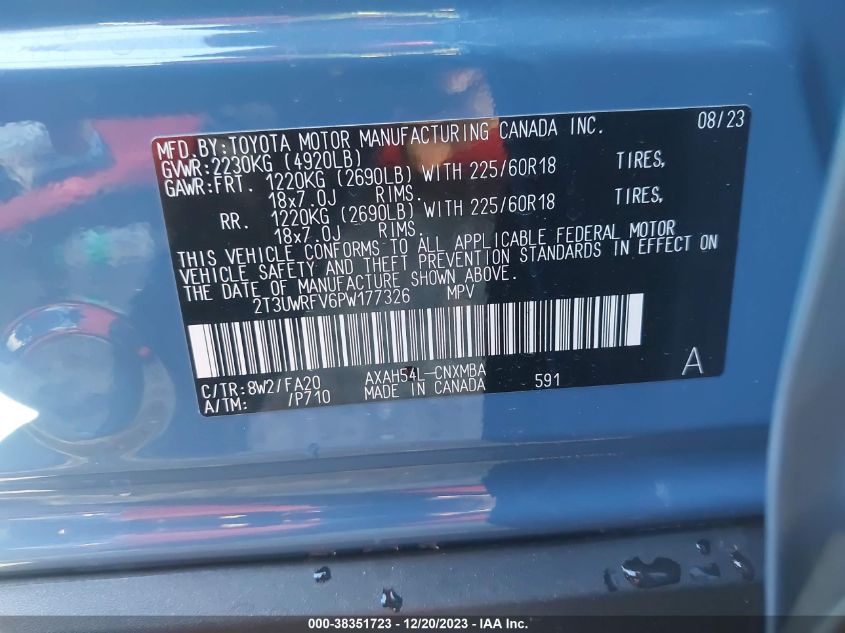 MFD.BY:TOYOTA MOTOR MANUFACTURING CANADA INC. 08/23
GVWR:2230KG (4920LB)
GAWR:FRT. 1220KG (2690LB) WITH 225/60R18 TIRES,
18x7.0J RIMS.
RR. 1220KG (2690LB) WITH 225/60R18 TIRES,
18x7.0J RIMS.
THIS VEHICLE CONFORMS TO ALL APPLICABLE FEDERAL MOTOR
VEHICLE SAFETY AND THEFT PREVENTION STANDARDS IN EFFECT ON
THE DATE OF MANUFACTURE SHOWN ABOVE.
2T3UWRFV6PW177326 MPV
C/TR:8W2/FA20 AXAH54L-CNXMBA
A/TM: /P710 MADE IN CANADA 591 A
000-38351723 - 12/20/2023 - IAA Inc.